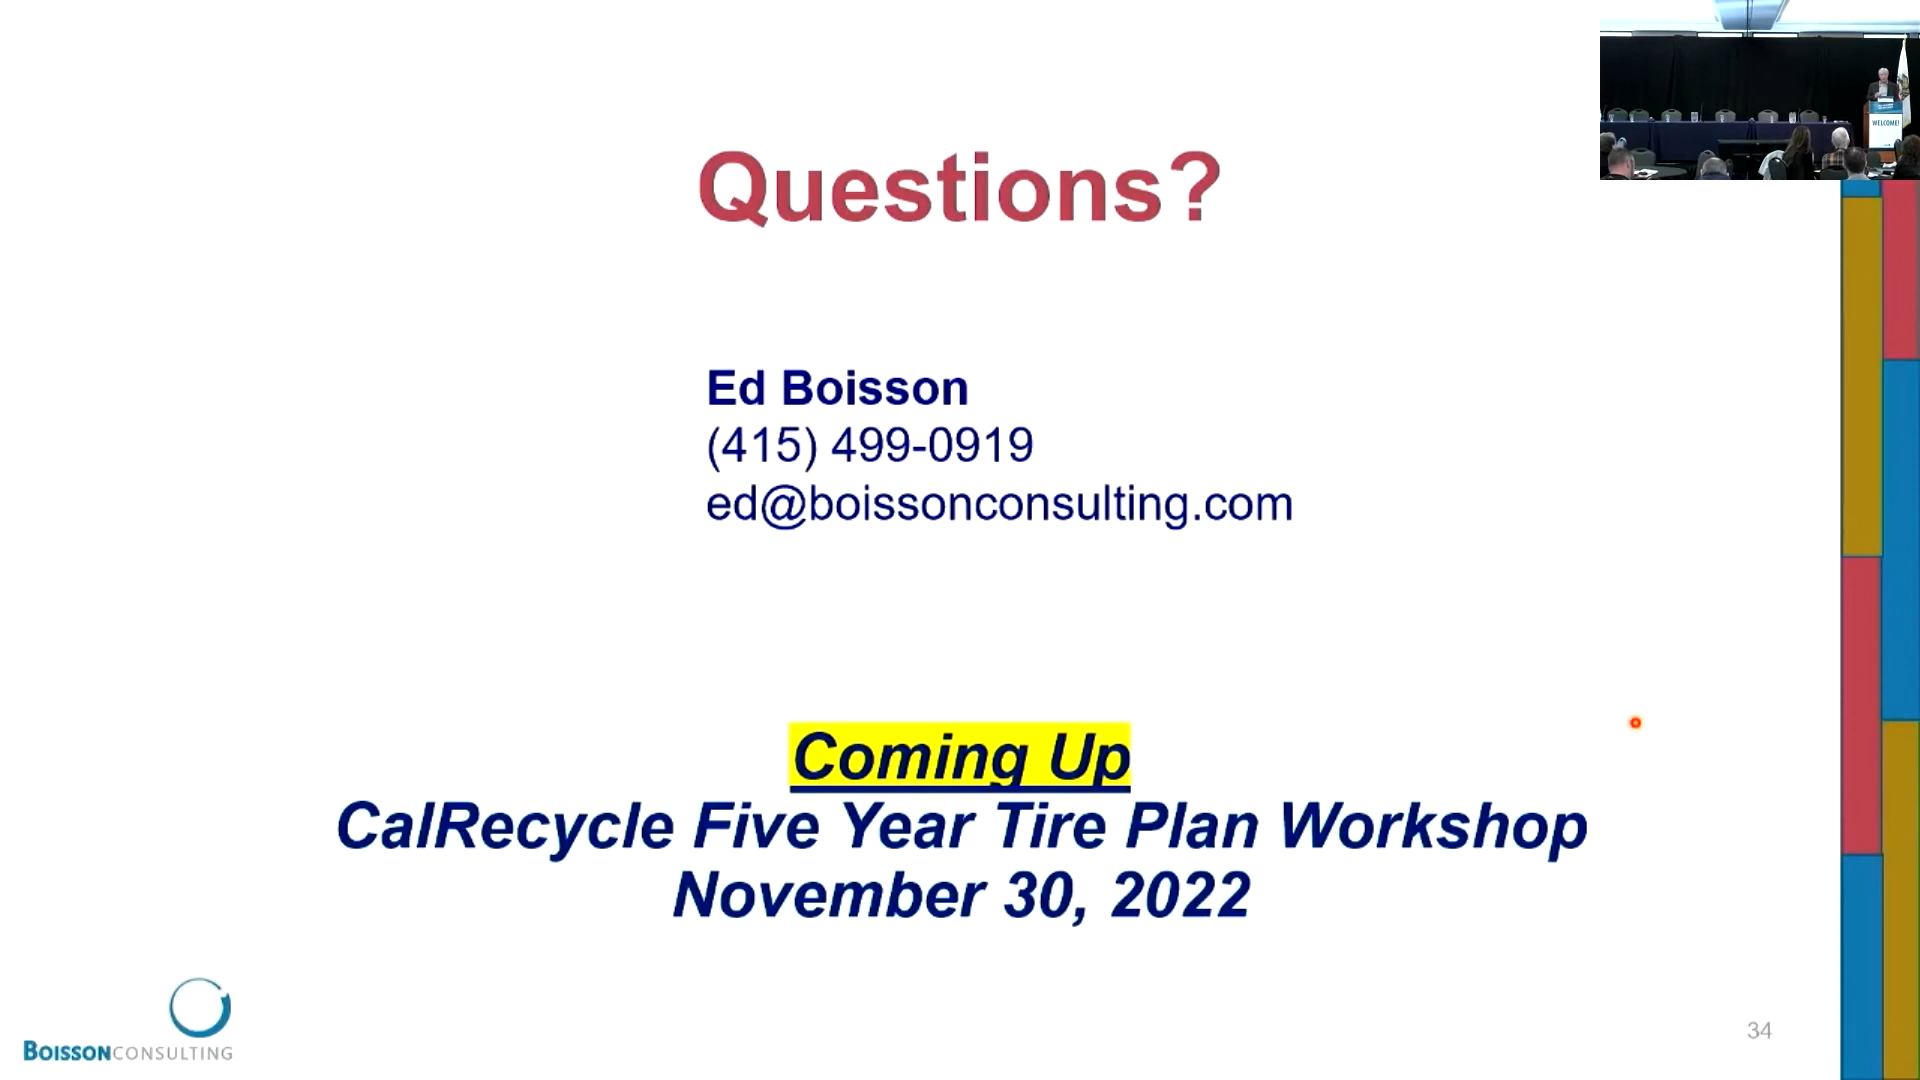 WELCOME!
Questions?
Ed Boisson
(415) 499-0919
ed@boissonconsulting.com
Coming Up
CalRecycle Five Year Tire Plan Workshop
November 30, 2022
BOISSONCONSULTING
34